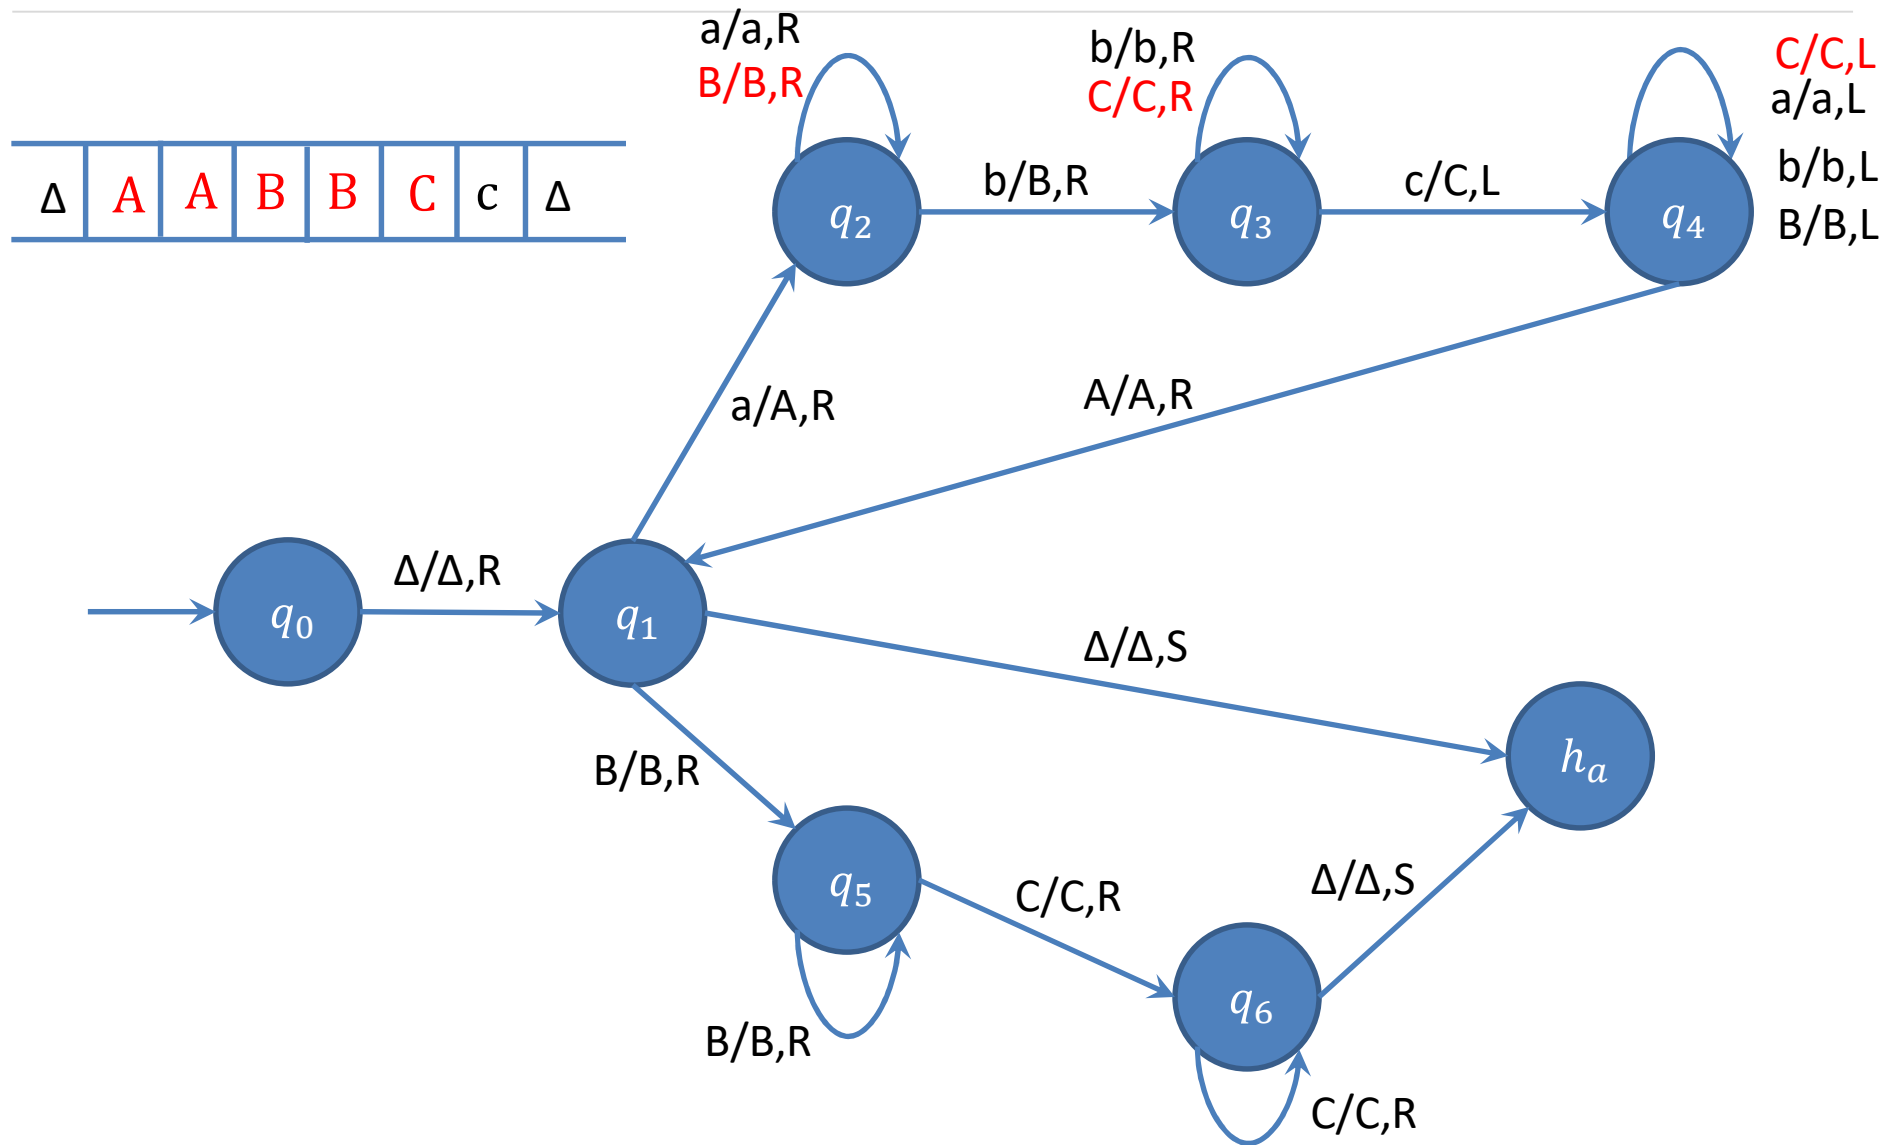 a/a,R
B/B,R
b/b,R
C/C,R
C/C,L
a/a,L
b/b,L
B/B,L
Δ A A B B C c Δ
q₂
b/B,R
q₃
c/C,L
q₄
a/A,R
A/A,R
q₀
Δ/Δ,R
q₁
Δ/Δ,S
hₐ
B/B,R
q₅
C/C,R
Δ/Δ,S
q₆
B/B,R
C/C,R